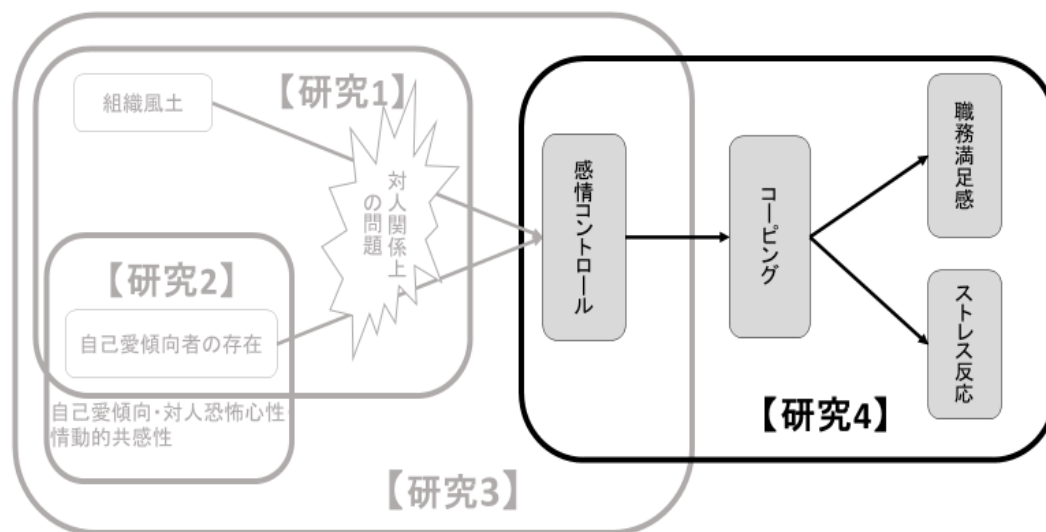 【研究1】
組織風土
対人関係上
の問題
【研究2】
自己愛傾向者の存在
自己愛傾向・対人恐怖心性・
情動的共感性
【研究3】
感情コントロール
コーピング
職務満足感
ストレス反応
【研究4】